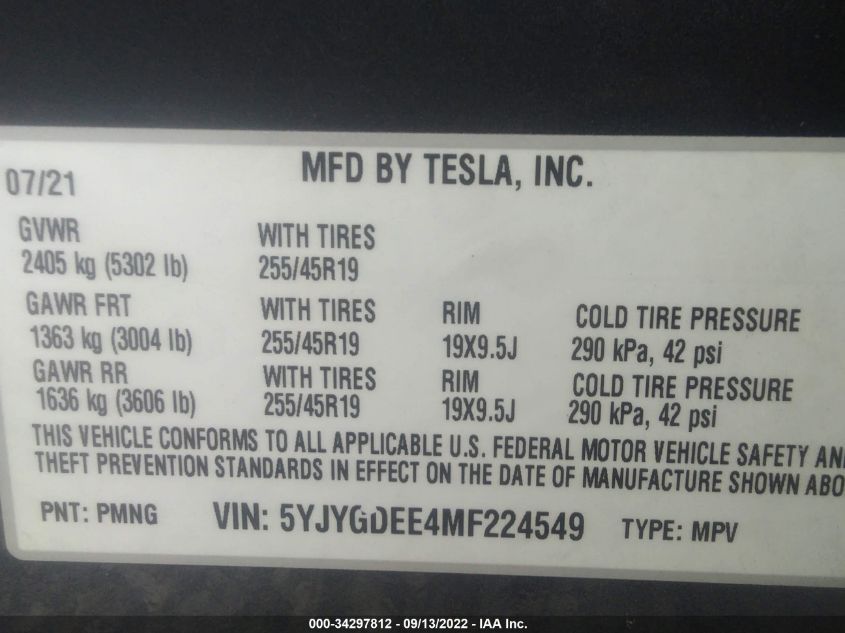 07/21 MFD BY TESLA, INC.
GVWR WITH TIRES
2405 kg (5302 lb) 255/45R19
GAWR FRT WITH TIRES RIM COLD TIRE PRESSURE
1363 kg (3004 lb) 255/45R19 19X9.5J 290 kPa, 42 psi
GAWR RR WITH TIRES RIM COLD TIRE PRESSURE
1636 kg (3606 lb) 255/45R19 19X9.5J 290 kPa, 42 psi
THIS VEHICLE CONFORMS TO ALL APPLICABLE U.S. FEDERAL MOTOR VEHICLE SAFETY AN
THEFT PREVENTION STANDARDS IN EFFECT ON THE DATE OF MANUFACTURE SHOWN ABO
PNT: PMNG VIN: 5YJYGDEE4MF224549 TYPE: MPV
000-34297812 - 09/13/2022 - IAA Inc.